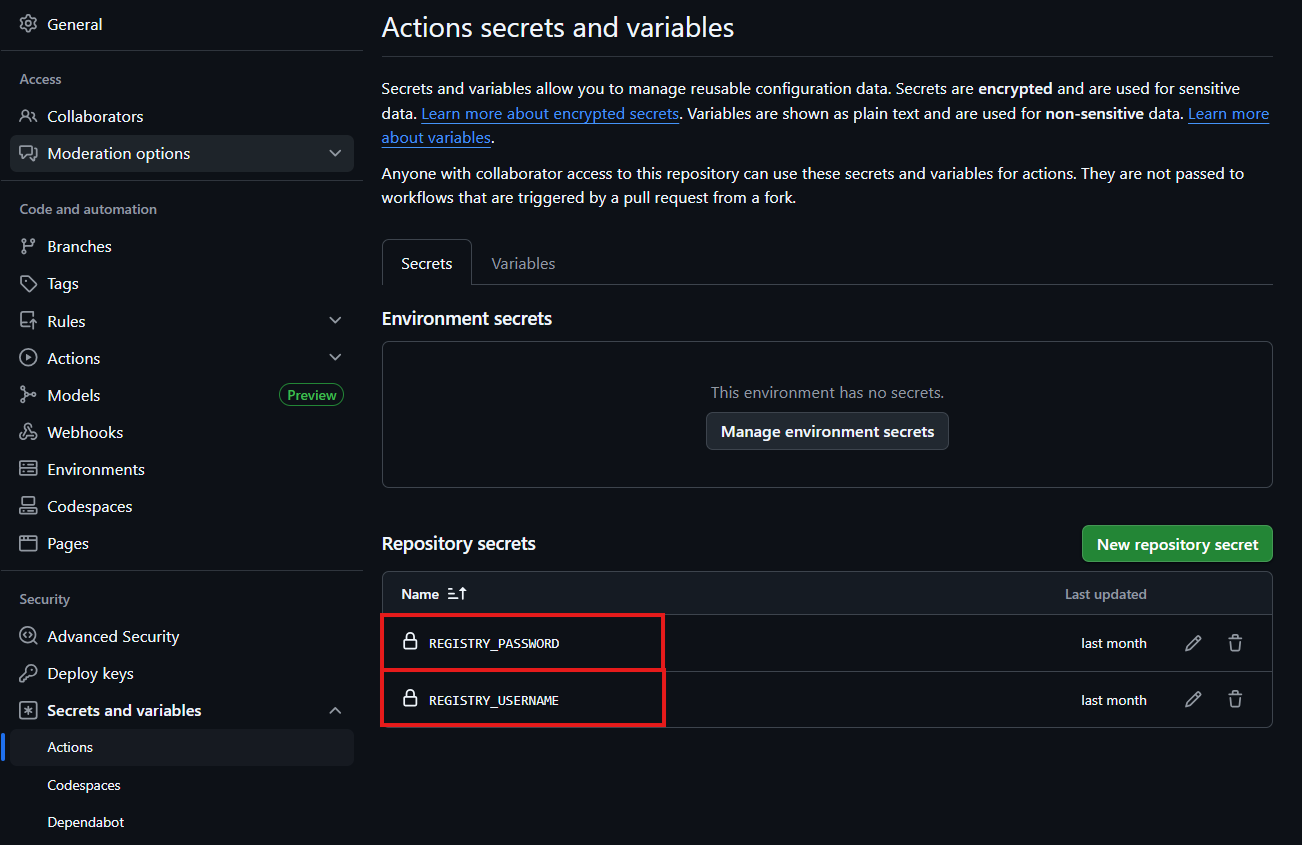 General
Access
Collaborators
Moderation options
Code and automation
Branches
Tags
Rules
Actions
Models Preview
Webhooks
Environments
Codespaces
Pages
Security
Advanced Security
Deploy keys
Secrets and variables
Actions
Codespaces
Dependabot
Actions secrets and variables
Secrets and variables allow you to manage reusable configuration data. Secrets are encrypted and are used for sensitive
data. Learn more about encrypted secrets. Variables are shown as plain text and are used for non-sensitive data. Learn more
about variables.
Anyone with collaborator access to this repository can use these secrets and variables for actions. They are not passed to
workflows that are triggered by a pull request from a fork.
Secrets Variables
Environment secrets
This environment has no secrets.
Manage environment secrets
Repository secrets New repository secret
Name Last updated
REGISTRY_PASSWORD last month
REGISTRY_USERNAME last month